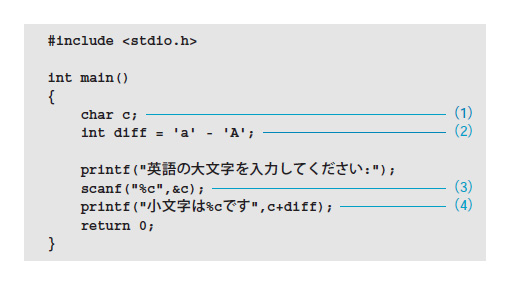 #include <stdio.h>
int main()
{
char c; (1)
int diff = 'a' - 'A'; (2)
printf("英語の大文字を入力してください:");
scanf("%c",&c); (3)
printf("小文字は%cです",c+diff); (4)
return 0;
}